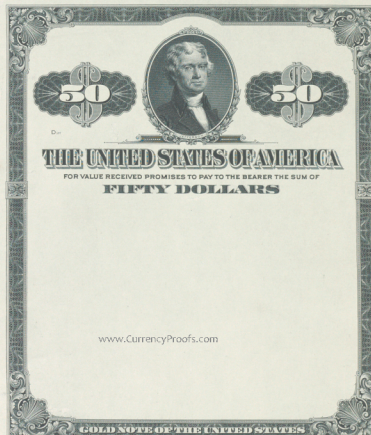 50 50
THE UNITED STATES OF AMERICA
FOR VALUE RECEIVED PROMISES TO PAY TO THE BEARER THE SUM OF
FIFTY DOLLARS
www.CurrencyProofs.com
GOLD NOTE OF THE UNITED STATES